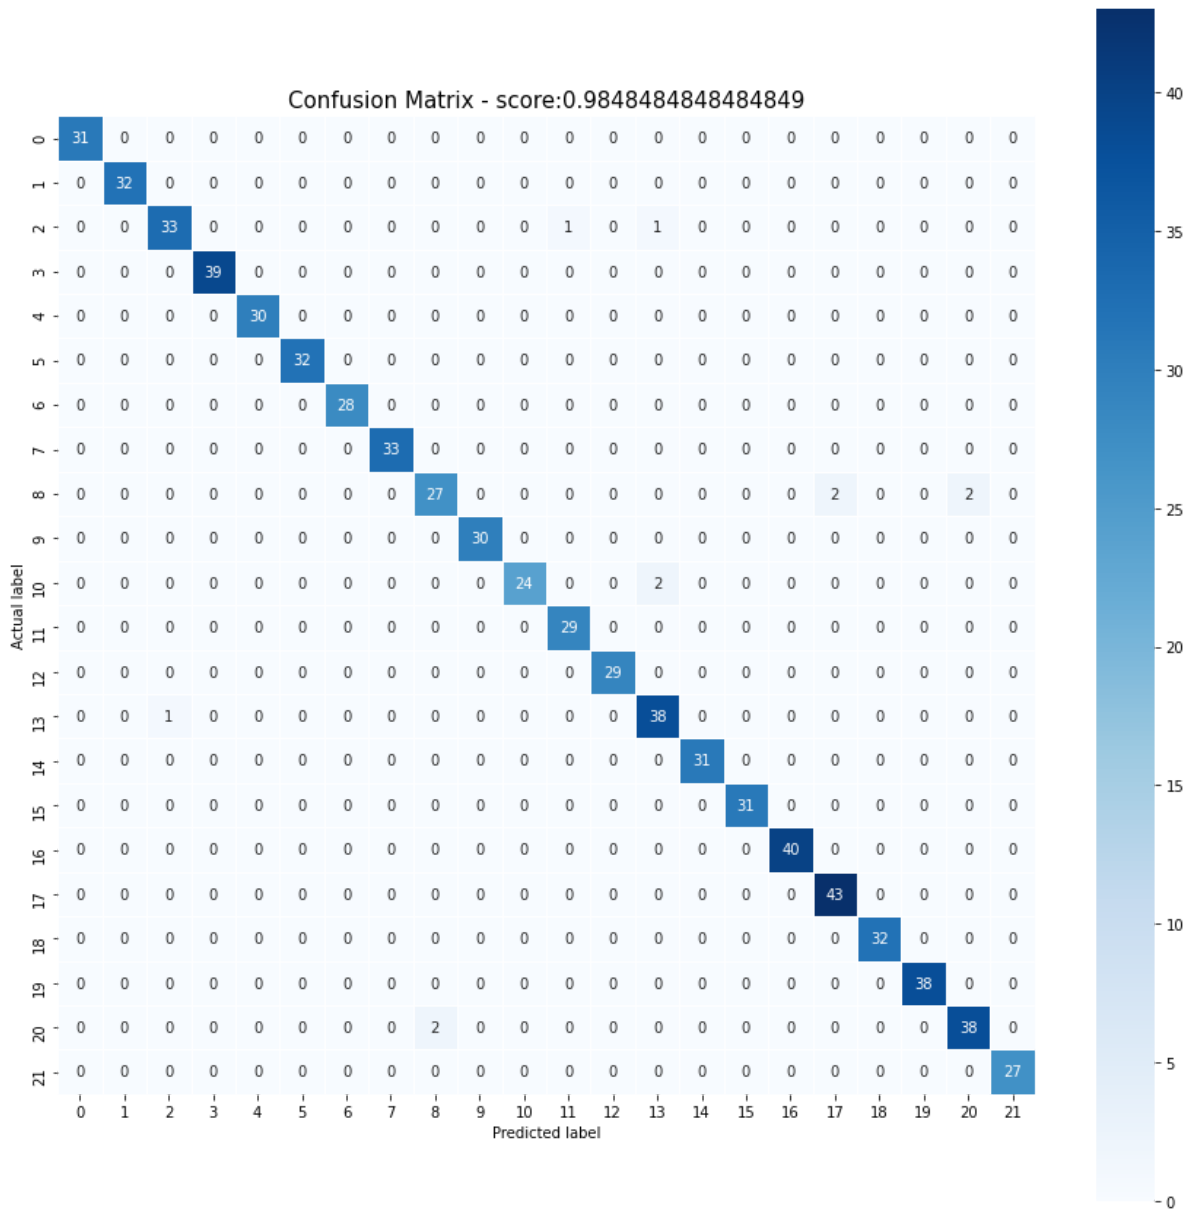 Confusion Matrix - score:0.9848484848484849
0 31 0 0 0 0 0 0 0 0 0 0 0 0 0 0 0 0 0 0 0 0 0
1 0 32 0 0 0 0 0 0 0 0 0 0 0 0 0 0 0 0 0 0 0 0
2 0 0 33 0 0 0 0 0 0 0 0 1 0 1 0 0 0 0 0 0 0 0
3 0 0 0 39 0 0 0 0 0 0 0 0 0 0 0 0 0 0 0 0 0 0
4 0 0 0 0 30 0 0 0 0 0 0 0 0 0 0 0 0 0 0 0 0 0
5 0 0 0 0 0 32 0 0 0 0 0 0 0 0 0 0 0 0 0 0 0 0
6 0 0 0 0 0 0 28 0 0 0 0 0 0 0 0 0 0 0 0 0 0 0
7 0 0 0 0 0 0 0 33 0 0 0 0 0 0 0 0 0 0 0 0 0 0
8 0 0 0 0 0 0 0 0 27 0 0 0 0 0 0 0 0 2 0 0 2 0
9 0 0 0 0 0 0 0 0 0 30 0 0 0 0 0 0 0 0 0 0 0 0
10 0 0 0 0 0 0 0 0 0 0 24 0 0 2 0 0 0 0 0 0 0 0
11 0 0 0 0 0 0 0 0 0 0 0 29 0 0 0 0 0 0 0 0 0 0
12 0 0 0 0 0 0 0 0 0 0 0 0 29 0 0 0 0 0 0 0 0 0
13 0 0 1 0 0 0 0 0 0 0 0 0 0 38 0 0 0 0 0 0 0 0
14 0 0 0 0 0 0 0 0 0 0 0 0 0 0 31 0 0 0 0 0 0 0
15 0 0 0 0 0 0 0 0 0 0 0 0 0 0 0 31 0 0 0 0 0 0
16 0 0 0 0 0 0 0 0 0 0 0 0 0 0 0 0 40 0 0 0 0 0
17 0 0 0 0 0 0 0 0 0 0 0 0 0 0 0 0 0 43 0 0 0 0
18 0 0 0 0 0 0 0 0 0 0 0 0 0 0 0 0 0 0 32 0 0 0
19 0 0 0 0 0 0 0 0 0 0 0 0 0 0 0 0 0 0 0 38 0 0
20 0 0 0 0 0 0 0 0 2 0 0 0 0 0 0 0 0 0 0 0 38 0
21 0 0 0 0 0 0 0 0 0 0 0 0 0 0 0 0 0 0 0 0 0 27
0 1 2 3 4 5 6 7 8 9 10 11 12 13 14 15 16 17 18 19 20 21
Predicted label
Actual label
40
35
30
25
20
15
10
5
0